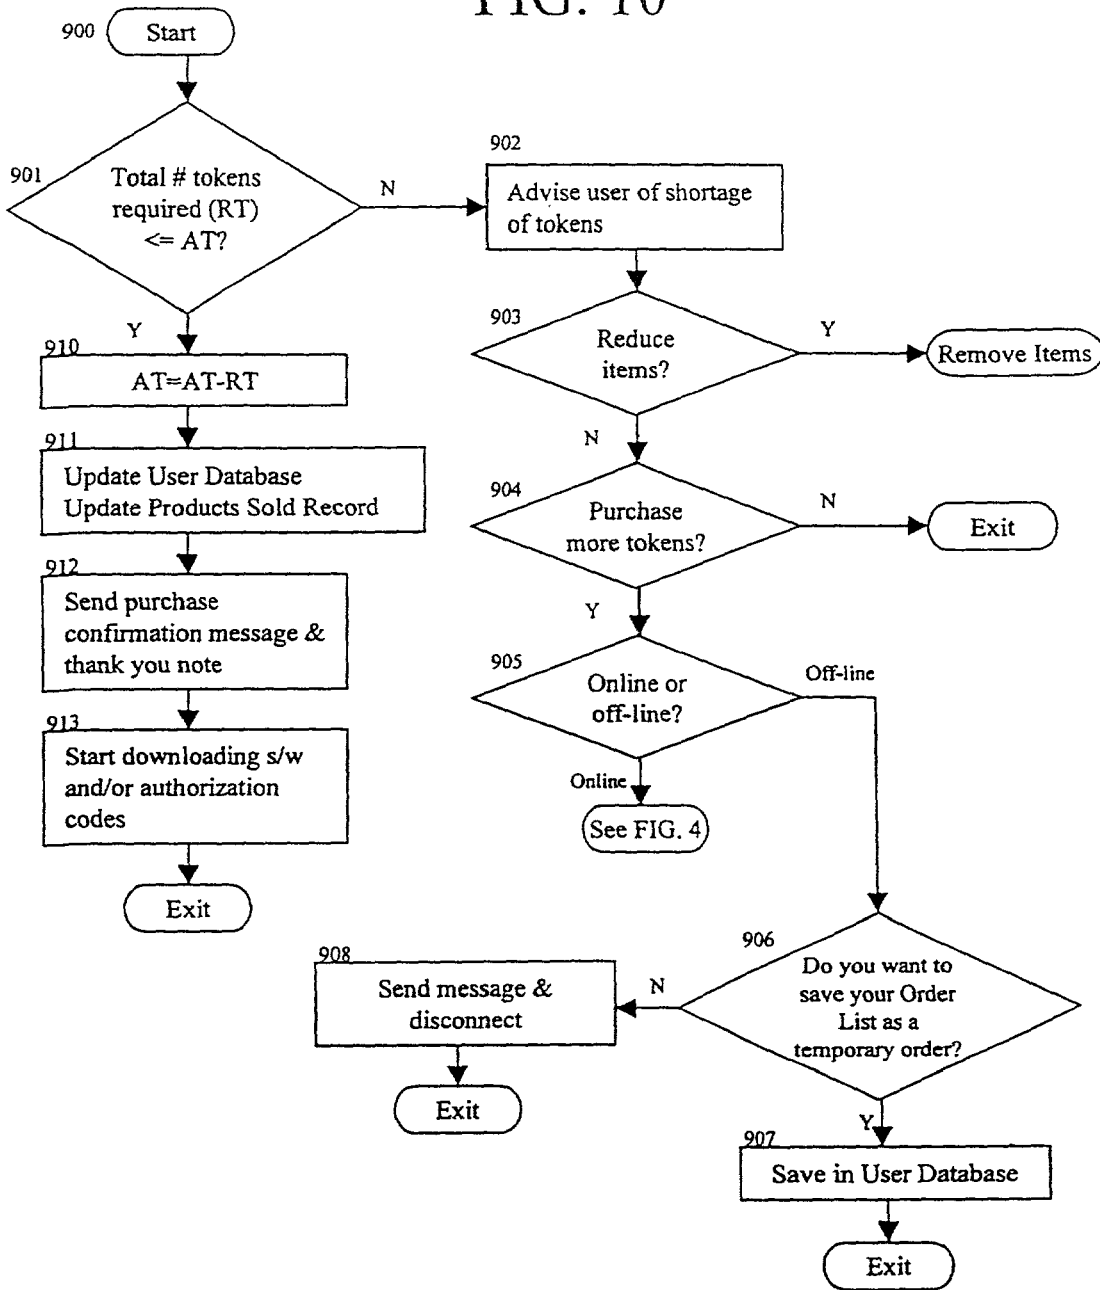 FIG. 10
900
Start
901
Total # tokens
required (RT)
<= AT?
N
902
Advise user of shortage
of tokens
Y
903
Reduce
items?
Y
Remove Items
910
AT=AT-RT
N
911
Update User Database
Update Products Sold Record
904
Purchase
more tokens?
N
Exit
912
Send purchase
confirmation message &
thank you note
Y
905
Online or
off-line?
Off-line
913
Start downloading s/w
and/or authorization
codes
Online
See FIG. 4
Exit
906
Do you want to
save your Order
List as a
temporary order?
N
908
Send message &
disconnect
Exit
Y
907
Save in User Database
Exit